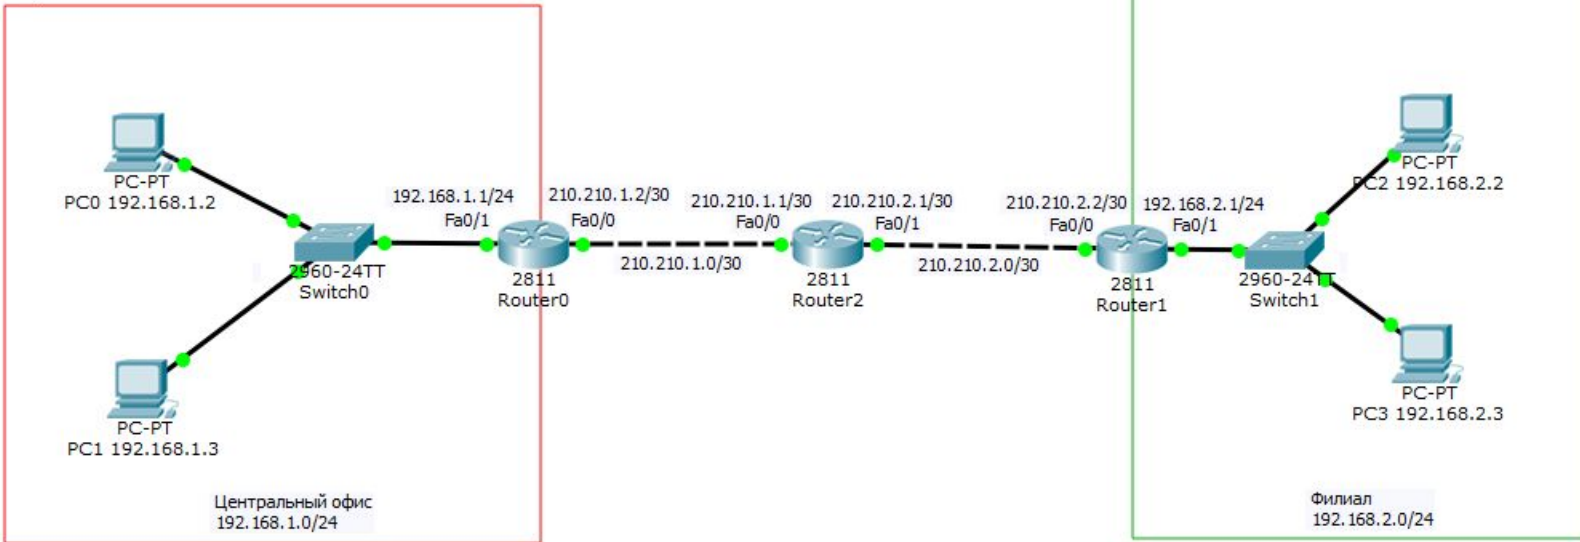 PC-PT
PC0 192.168.1.2
PC-PT
PC1 192.168.1.3
2960-24TT
Switch0
192.168.1.1/24
Fa0/1
210.210.1.2/30
Fa0/0
2811
Router0
210.210.1.0/30
210.210.1.1/30
Fa0/0
210.210.2.1/30
Fa0/1
2811
Router2
210.210.2.0/30
210.210.2.2/30
Fa0/0
192.168.2.1/24
Fa0/1
2811
Router1
2960-24TT
Switch1
PC-PT
PC2 192.168.2.2
PC-PT
PC3 192.168.2.3
Центральный офис
192.168.1.0/24
Филиал
192.168.2.0/24